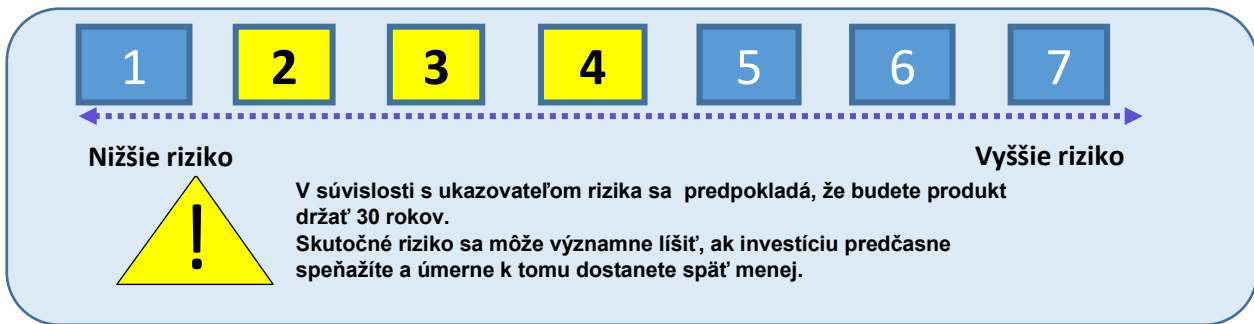 1 2 3 4 5 6 7
Nižšie riziko
Vyššie riziko
!
V súvislosti s ukazovateľom rizika sa predpokladá, že budete produkt
držať 30 rokov.
Skutočné riziko sa môže významne líšiť, ak investíciu predčasne
speňažíte a úmerne k tomu dostanete späť menej.